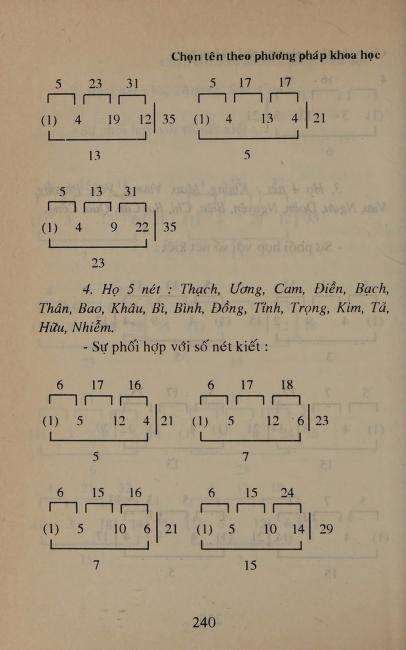 Chọn tên theo phương pháp khoa học
5 23 31 5 17 17
(1) 4 19 12 35 (1) 4 13 4 21
13 5
5 13 31
(1) 4 9 22 35
23
4. Họ 5 nét : Thạch, Ương, Cam, Điền, Bạch,
Thân, Bao, Khâu, Bì, Bình, Đồng, Tĩnh, Trọng, Kim, Tả,
Hữu, Nhiễm.
- Sự phối hợp với số nét kiết :
6 17 16 6 17 18
(1) 5 12 4 21 (1) 5 12 6 23
5 7
6 15 16 6 15 24
(1) 5 10 6 21 (1) 5 10 14 29
7 15
240